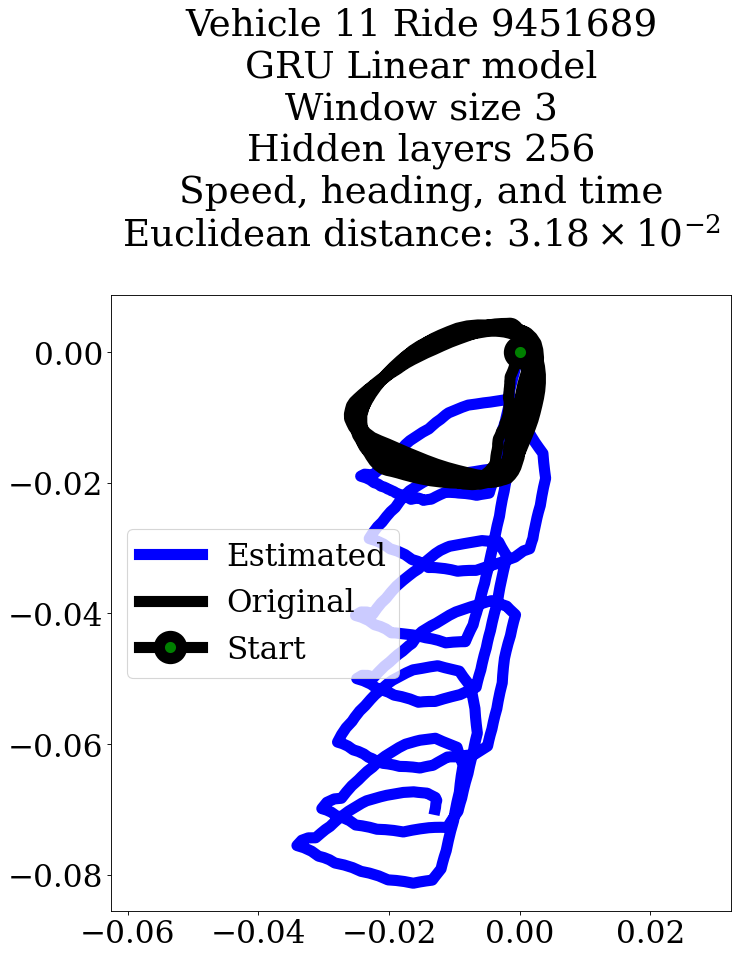 Vehicle 11 Ride 9451689
GRU Linear model
Window size 3
Hidden layers 256
Speed, heading, and time
Euclidean distance: 3.18 × 10⁻²
0.00
−0.02
−0.04
−0.06
−0.08
Estimated
Original
Start
−0.06 −0.04 −0.02 0.00 0.02